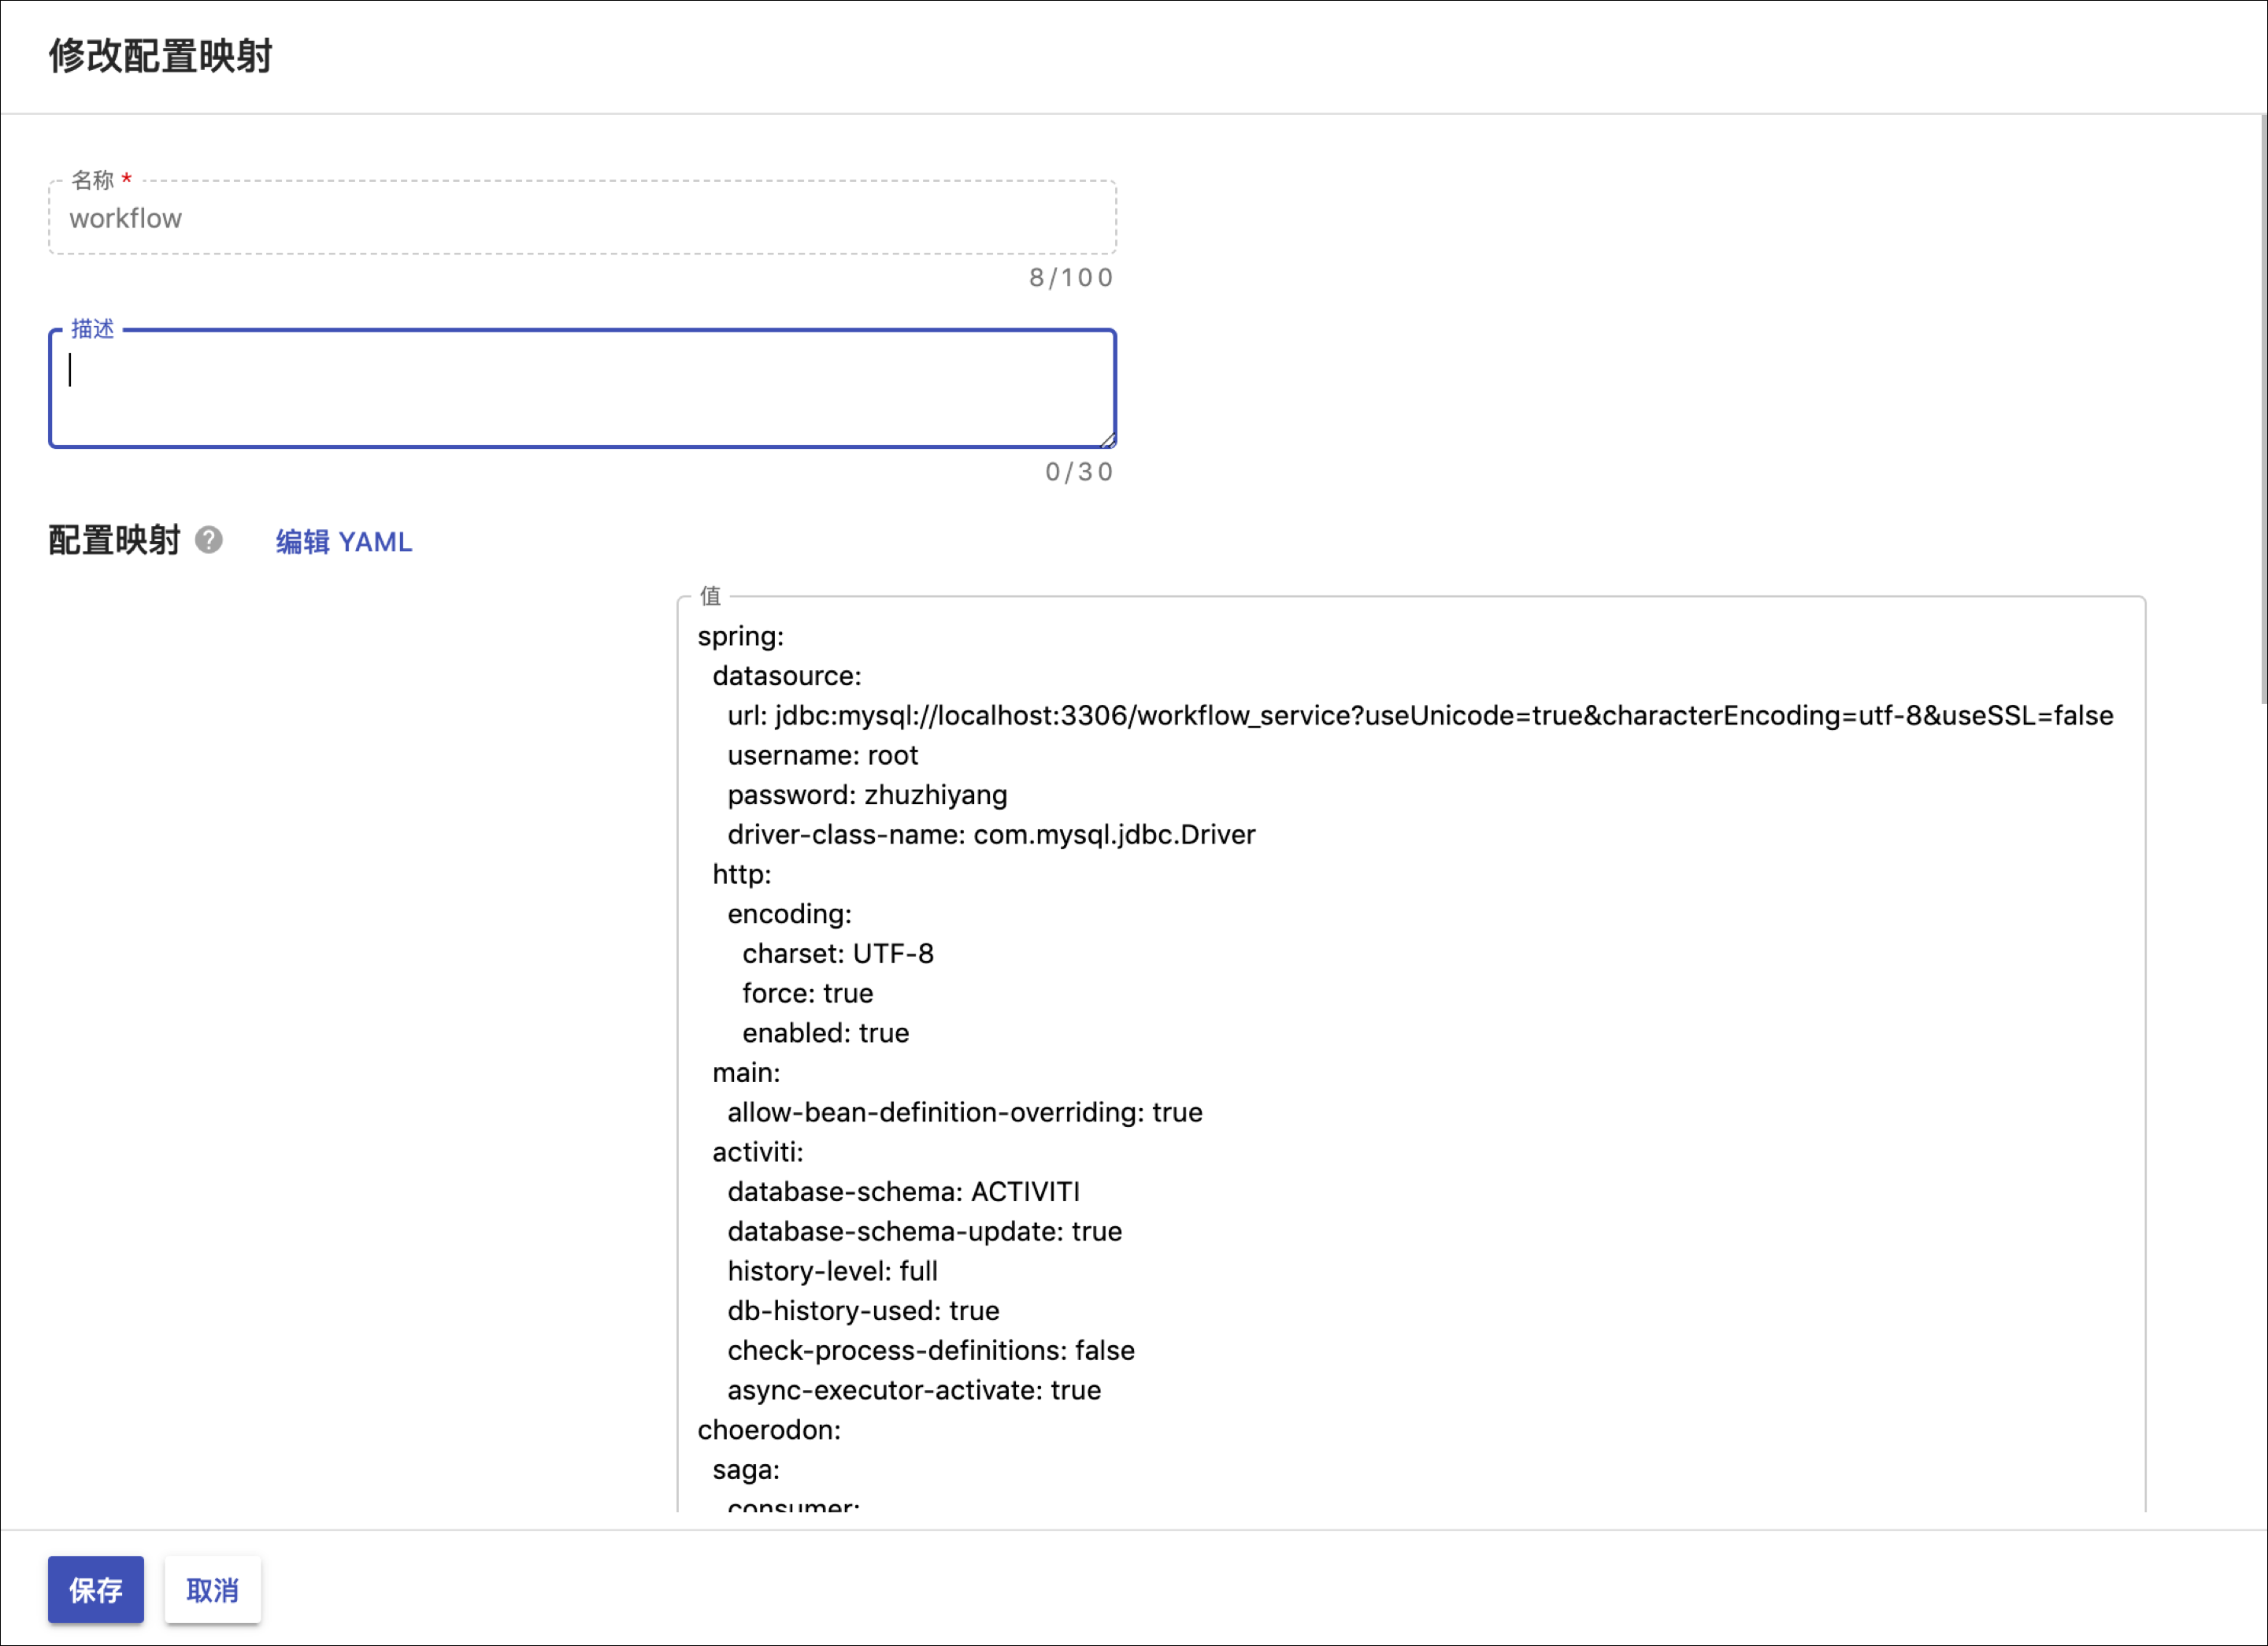 修改配置映射
名称 *
workflow
8/100
描述
0/30
配置映射 ? 编辑 YAML
值
spring:
  datasource:
    url: jdbc:mysql://localhost:3306/workflow_service?useUnicode=true&characterEncoding=utf-8&useSSL=false
    username: root
    password: zhuzhiyang
    driver-class-name: com.mysql.jdbc.Driver
  http:
    encoding:
      charset: UTF-8
      force: true
      enabled: true
  main:
    allow-bean-definition-overriding: true
  activiti:
    database-schema: ACTIVITI
    database-schema-update: true
    history-level: full
    db-history-used: true
    check-process-definitions: false
    async-executor-activate: true
choerodon:
  saga:
    consumer:
保存 取消